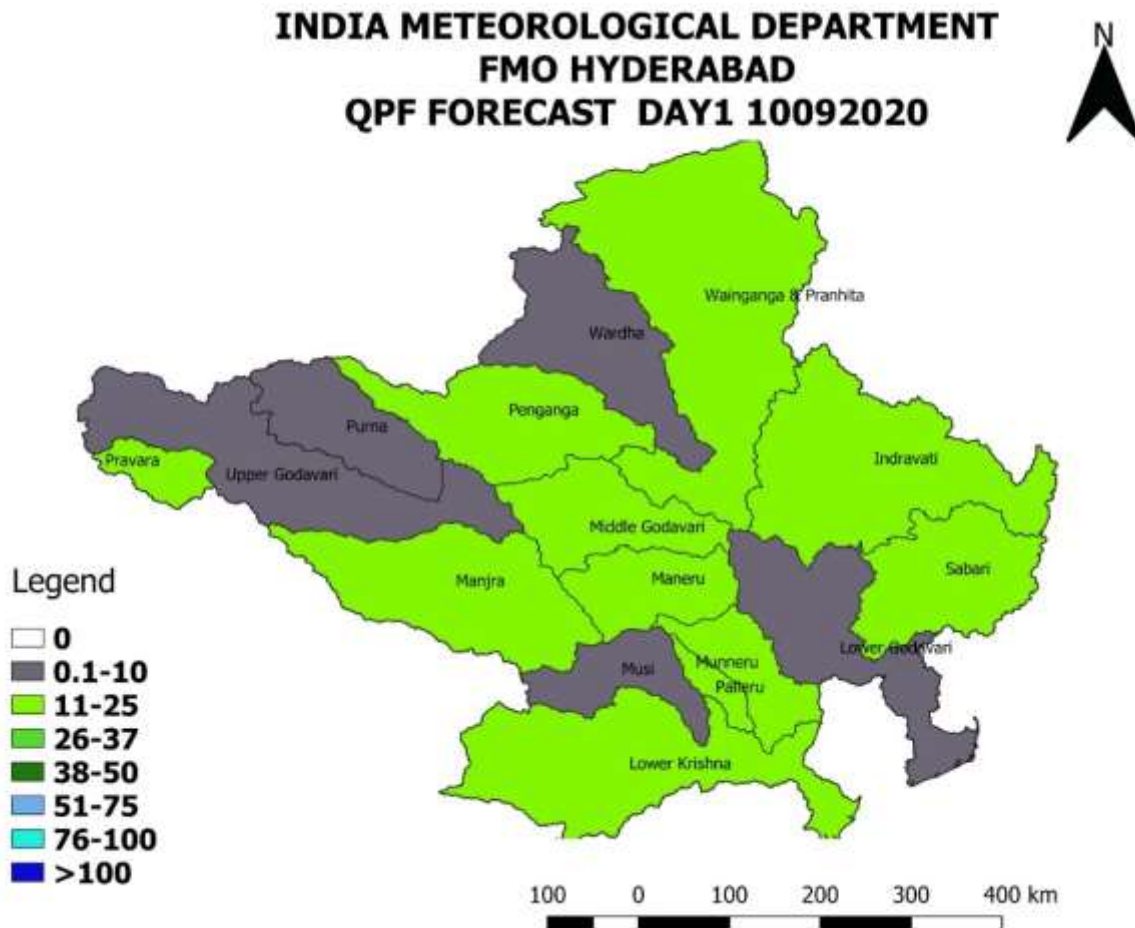 INDIA METEOROLOGICAL DEPARTMENT
FMO HYDERABAD
QPF FORECAST DAY1 10092020
N
Wainganga & Pranhita
Wardha
Penganga
Purna
Pravara
Upper Godavari
Indravati
Middle Godavari
Manjra
Maneru
Sabari
Lower Godavari
Musi
Munneru
Palleru
Lower Krishna
Legend
0
0.1-10
11-25
26-37
38-50
51-75
76-100
>100
100 0 100 200 300 400 km